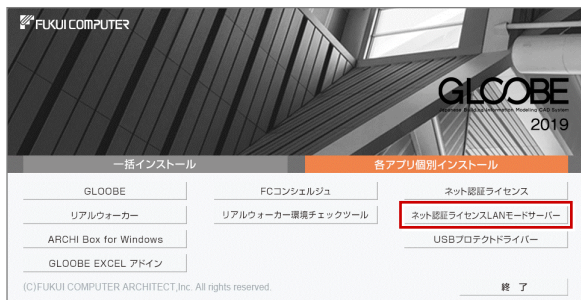 FUKUI COMPUTER
GLOOBE
Japanese Building Information Modeling CAD System
2019
一括インストール
各アプリ個別インストール
GLOOBE
FCコンシェルジュ
ネット認証ライセンス
リアルウォーカー
リアルウォーカー環境チェックツール
ネット認証ライセンスLANモードサーバー
ARCHI Box for Windows
USBプロテクトドライバー
GLOOBE EXCEL アドイン
(C)FUKUI COMPUTER ARCHITECT,Inc. All rights reserved.
終 了